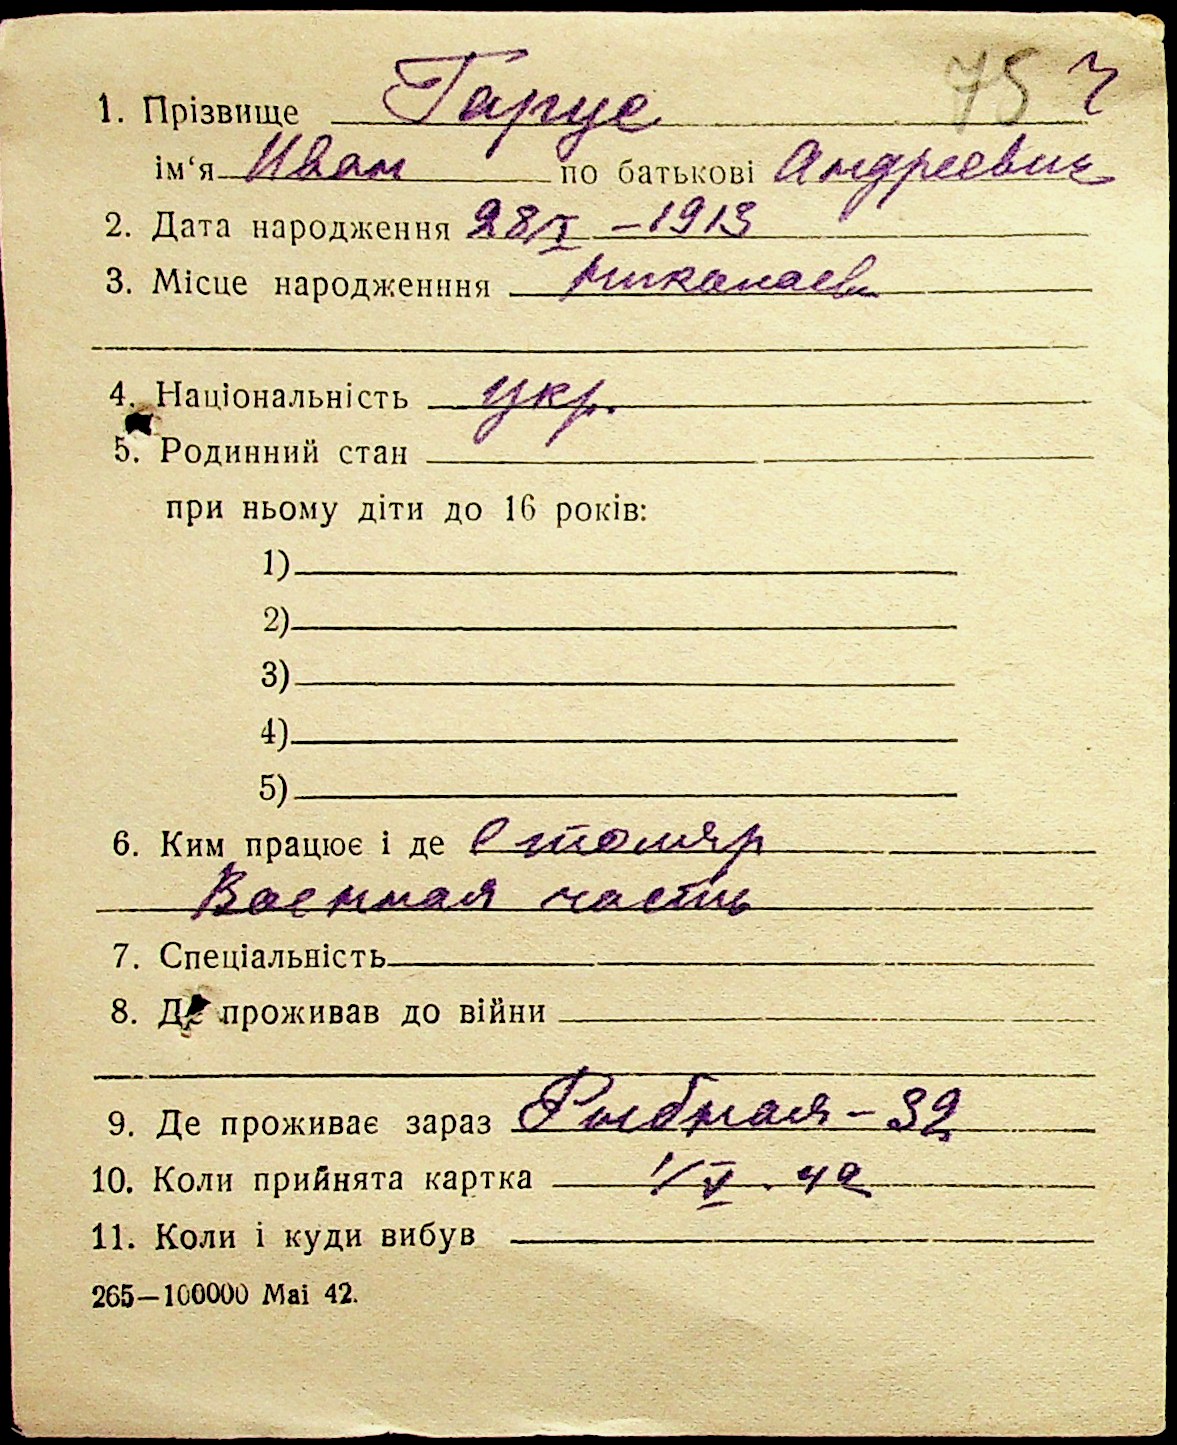 75 ч
1. Прізвище Гарус
ім‘я Иван по батькові Андреевич
2. Дата народження 28/I – 1913
3. Місце народженння Николаев
4. Національність укр.
5. Родинний стан
при ньому діти до 16 років:
1)
2)
3)
4)
5)
6. Ким працює і де Столяр
Военная часть
7. Спеціальність
8. Де проживав до війни
9. Де проживає зараз Рыбная – 32
10. Коли прийнята картка 1/V. 42
11. Коли і куди вибув
265—100000 Mai 42.